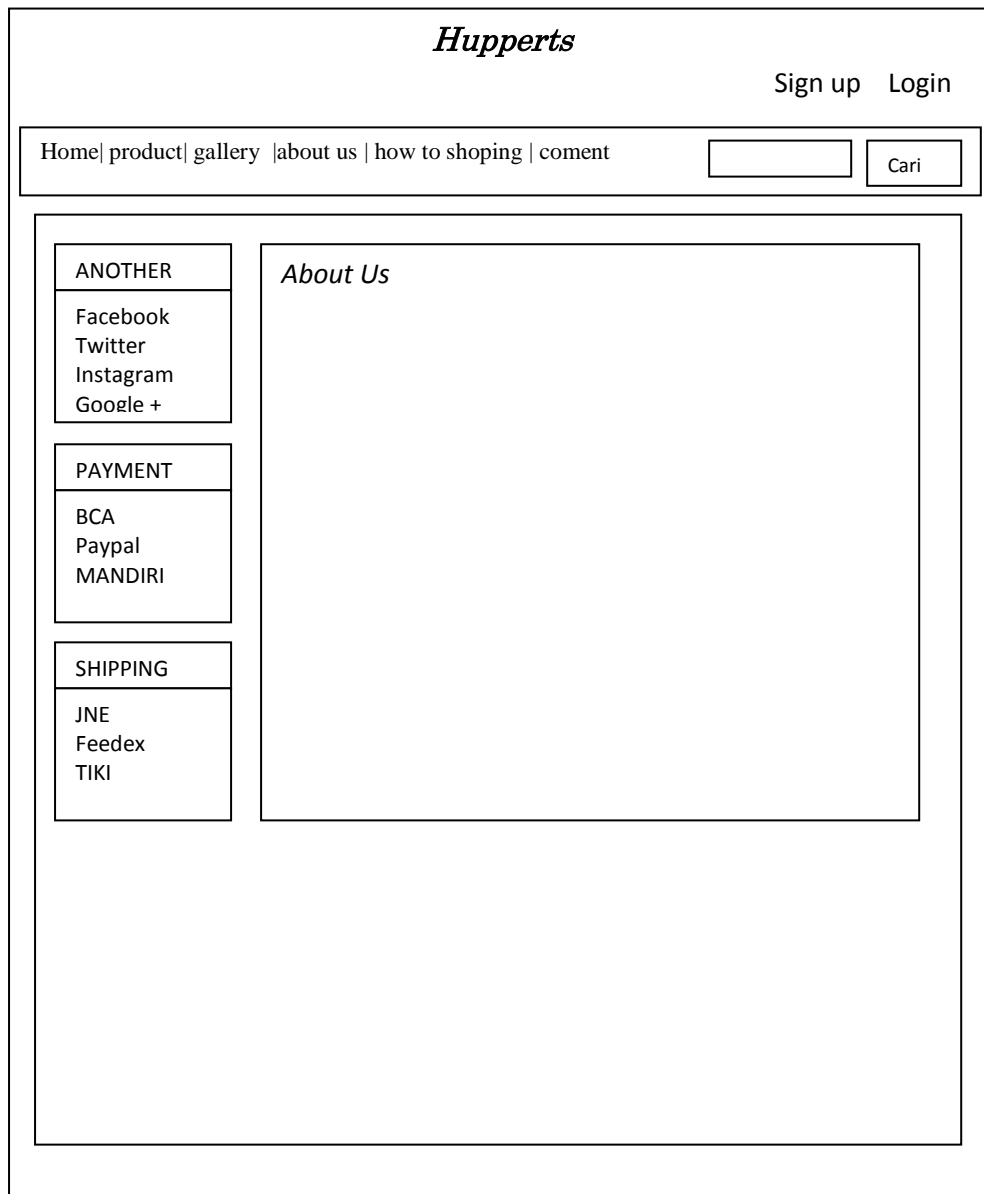 Hupperts
Sign up Login
Home| product| gallery |about us | how to shoping | coment
Cari
ANOTHER
Facebook
Twitter
Instagram
Google +
PAYMENT
BCA
Paypal
MANDIRI
SHIPPING
JNE
Feedex
TIKI
About Us